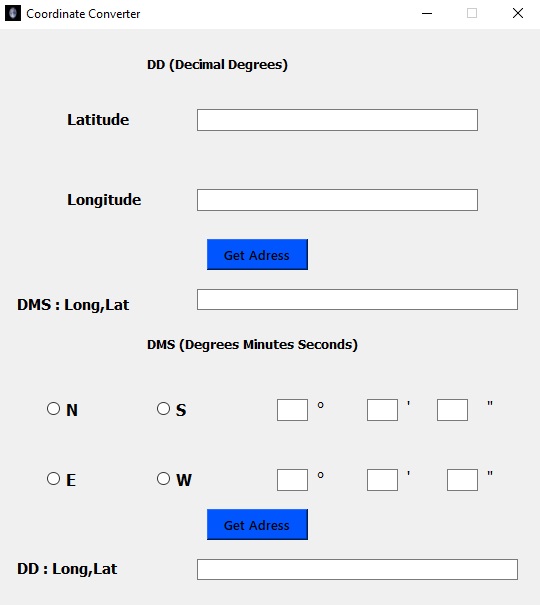 Coordinate Converter
DD (Decimal Degrees)
Latitude
Longitude
Get Adress
DMS : Long,Lat
DMS (Degrees Minutes Seconds)
N S o ' "
E W o ' "
Get Adress
DD : Long,Lat